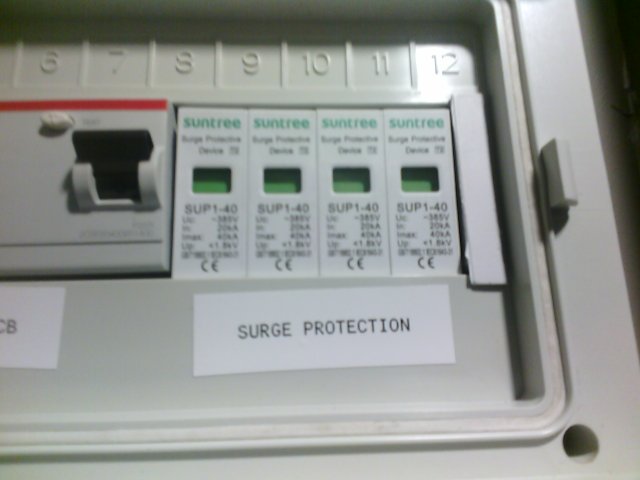 6 7 8 9 10 11 12
TEST
suntree suntree suntree suntree
Surge Protective Surge Protective Surge Protective Surge Protective
Device Device Device Device
SUP1-40 SUP1-40 SUP1-40 SUP1-40
Uc: ~385V Uc: ~385V Uc: ~385V Uc: ~385V
In: 20kA In: 20kA In: 20kA In: 20kA
Imax: 40kA Imax: 40kA Imax: 40kA Imax: 40kA
Up: <1.8kV Up: <1.8kV Up: <1.8kV Up: <1.8kV
CE CE CE CE
CB
SURGE PROTECTION